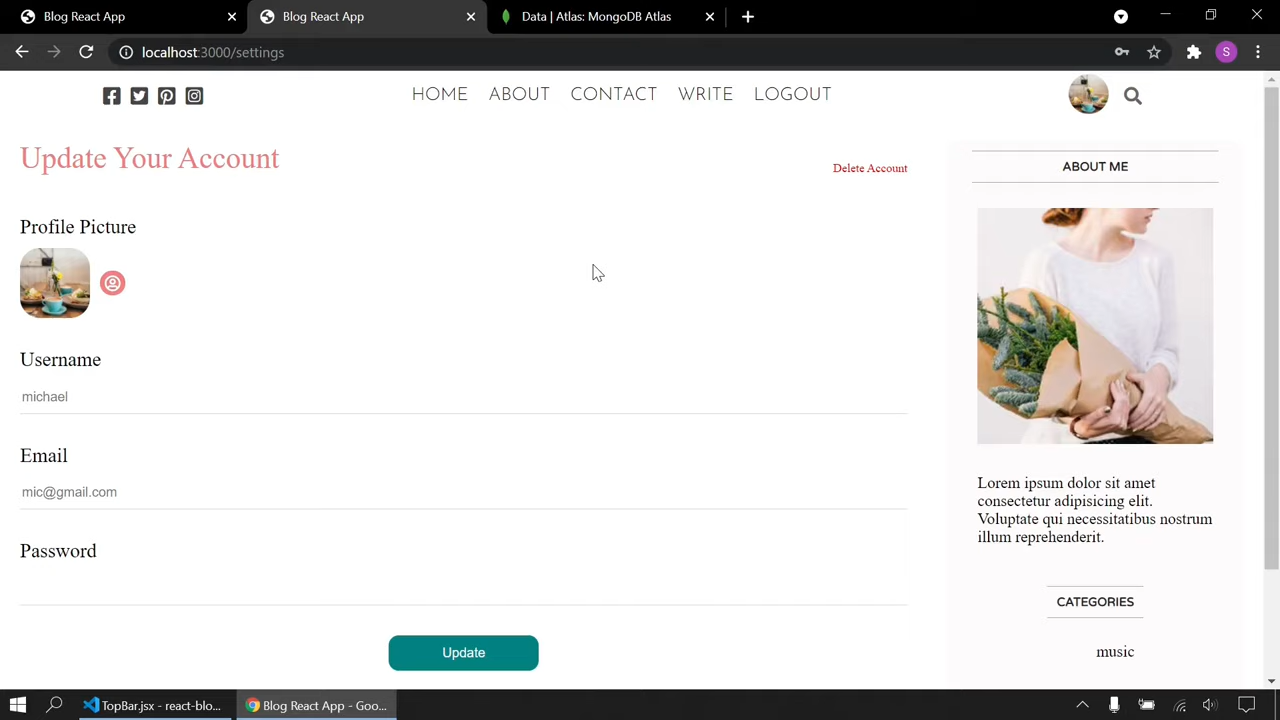 Blog React App
Blog React App
Data | Atlas: MongoDB Atlas
localhost:3000/settings
S
HOME ABOUT CONTACT WRITE LOGOUT
Update Your Account
Delete Account
Profile Picture
Username
michael
Email
mic@gmail.com
Password
Update
ABOUT ME
Lorem ipsum dolor sit amet
consectetur adipisicing elit.
Voluptate qui necessitatibus nostrum
illum reprehenderit.
CATEGORIES
music
TopBar.jsx - react-blo...
Blog React App - Goo...